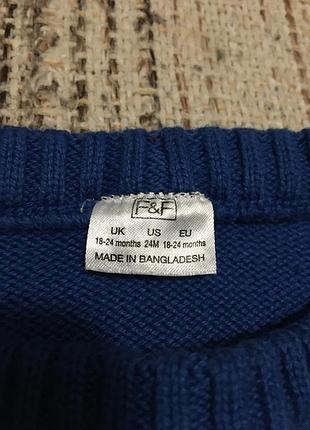 F&F
UK US EU
18-24 months 24M 18-24 months
MADE IN BANGLADESH